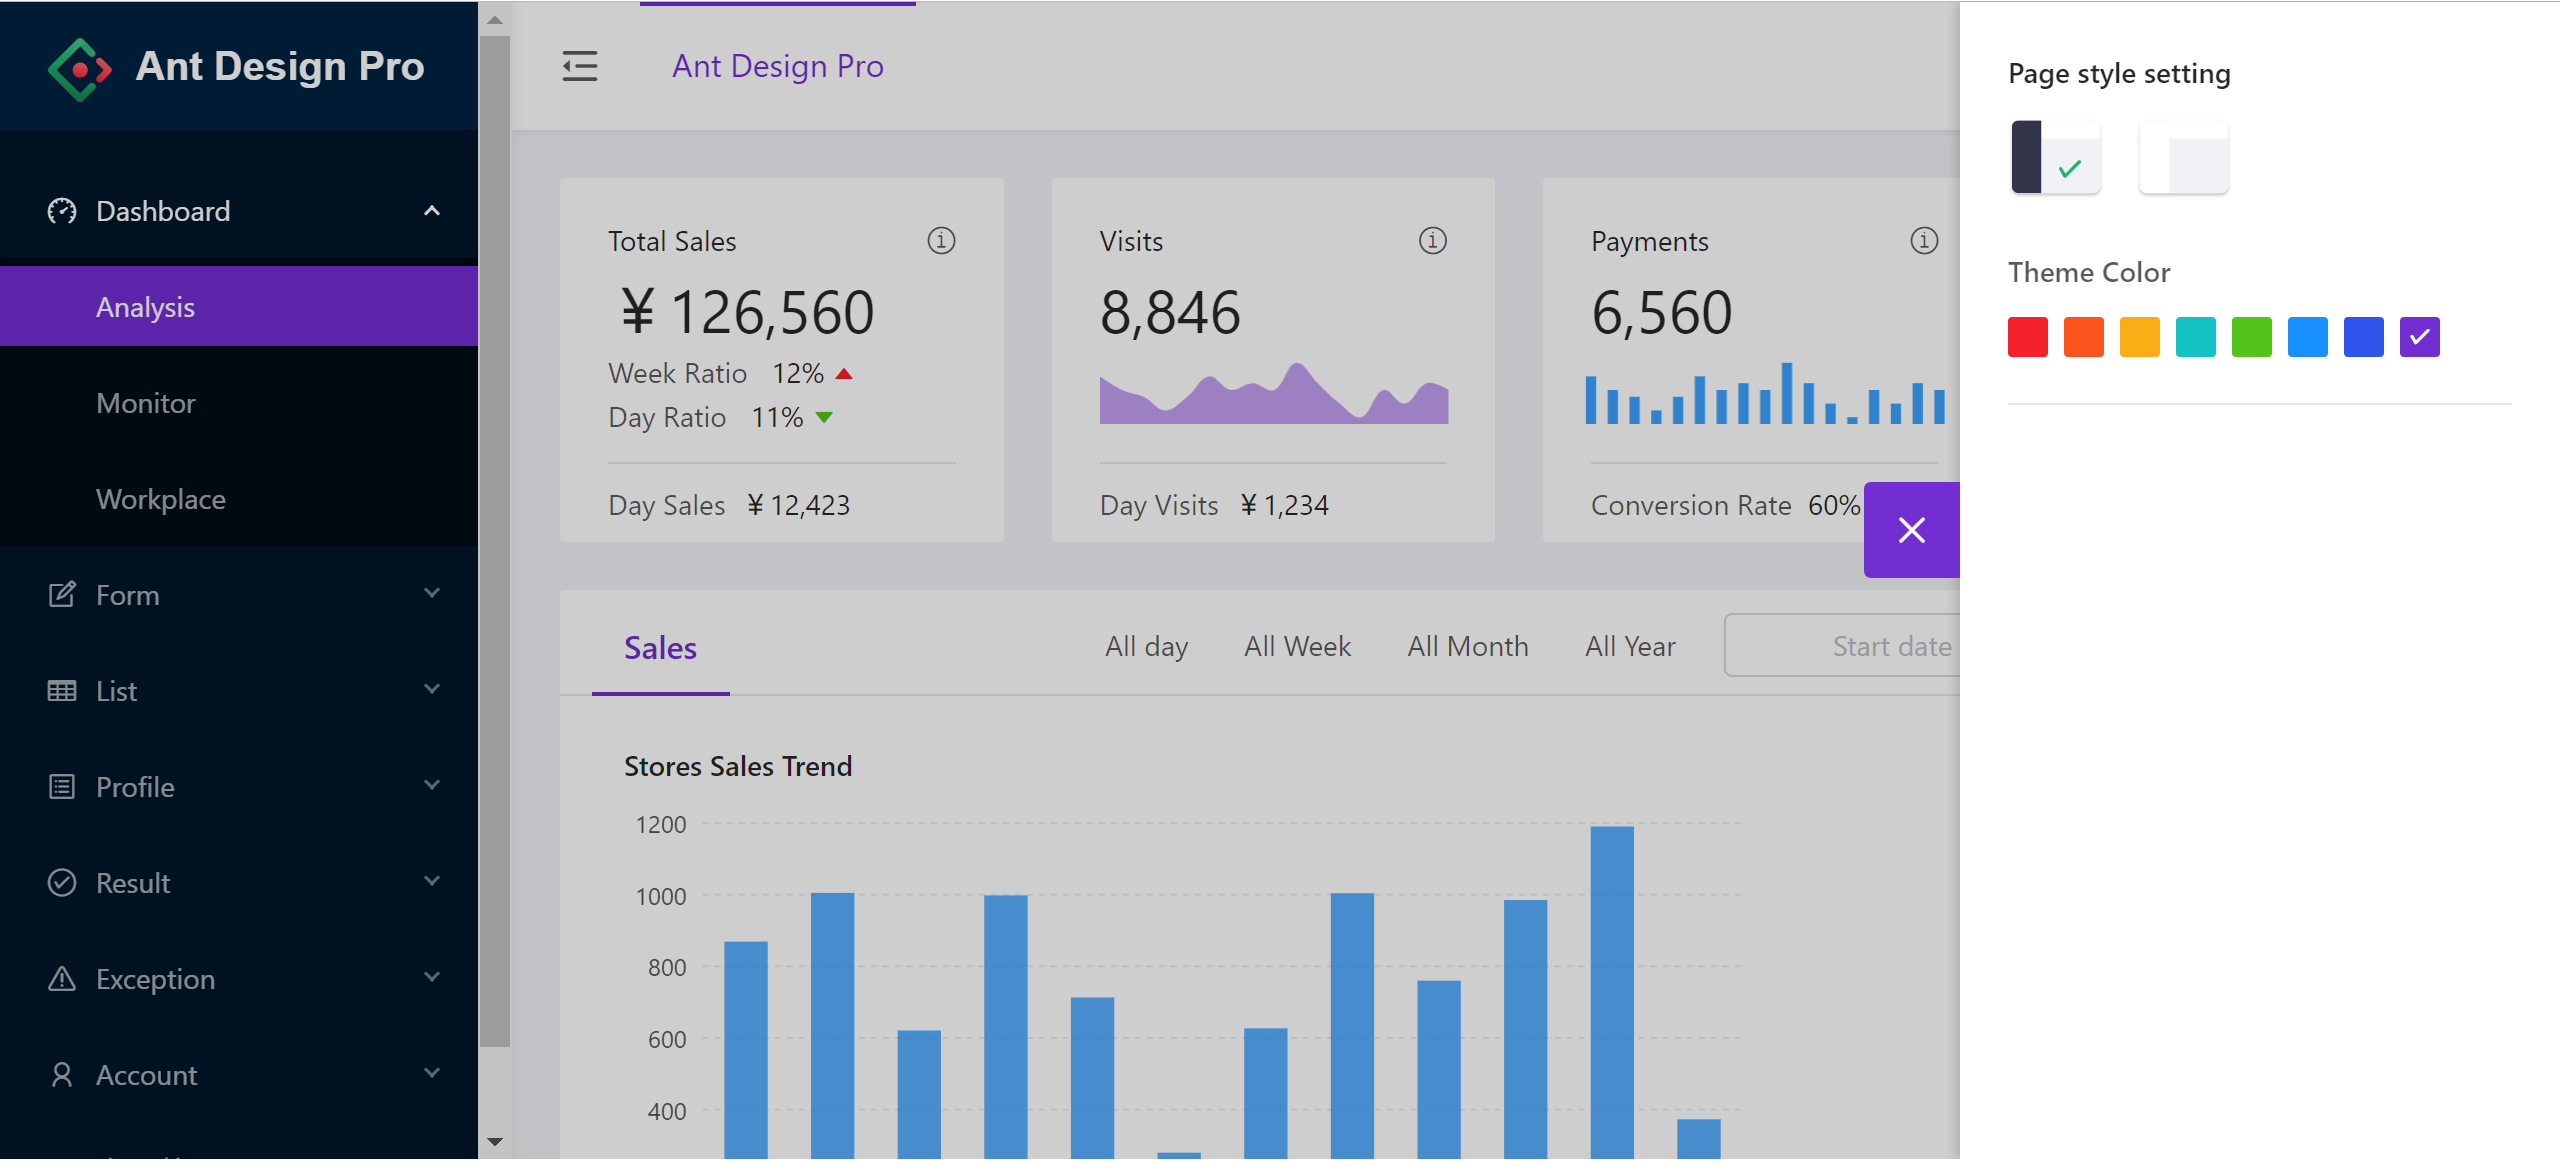 Ant Design Pro
Dashboard
Analysis
Monitor
Workplace
Form
List
Profile
Result
Exception
Account
Ant Design Pro
Total Sales
¥ 126,560
Week Ratio 12%
Day Ratio 11%
Day Sales ¥ 12,423
Visits
8,846
Day Visits ¥ 1,234
Payments
6,560
Conversion Rate 60%
Sales
All day All Week All Month All Year Start date
Stores Sales Trend
1200
1000
800
600
400
Page style setting
Theme Color